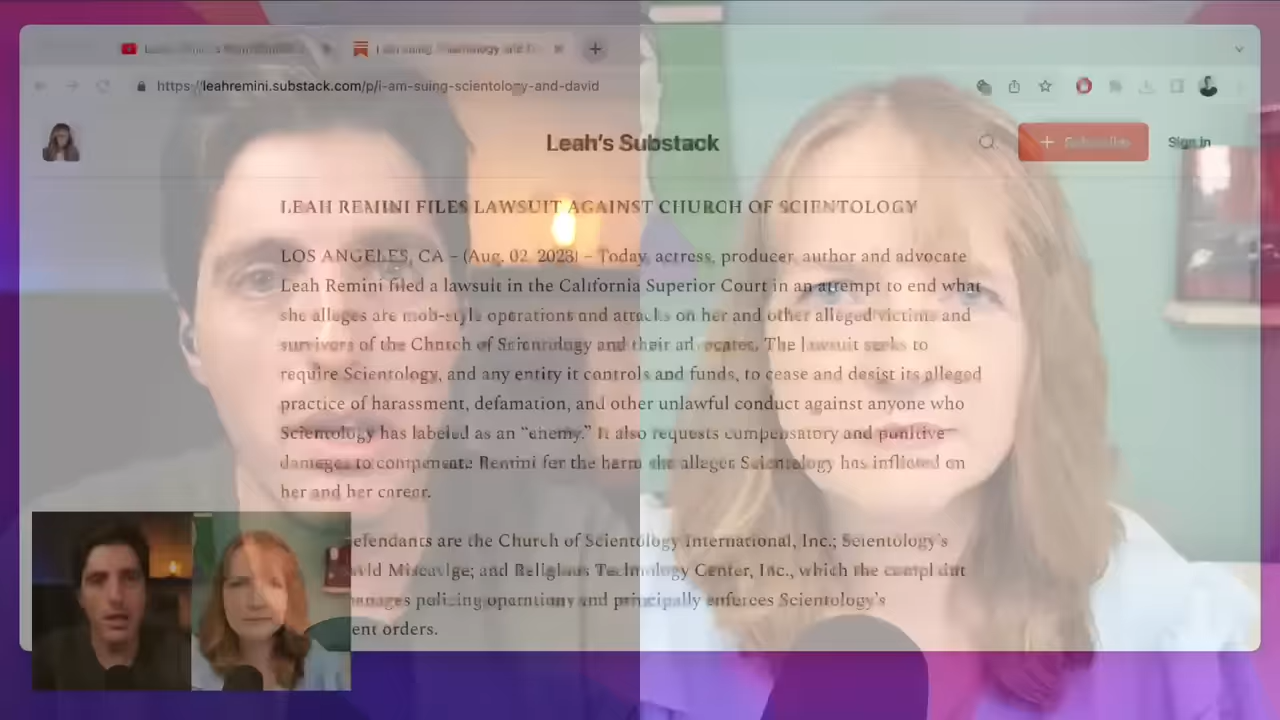 https://leahremini.substack.com/p/i-am-suing-scientology-and-david
Leah's Substack
Subscribe
Sign in
LEAH REMINI FILES LAWSUIT AGAINST CHURCH OF SCIENTOLOGY
LOS ANGELES, CA – (Aug. 02, 2023) – Today, actress, producer, author and advocate
Leah Remini filed a lawsuit in the California Superior Court in an attempt to end what
she alleges are mob-style operations and attacks on her and other alleged victims and
survivors of the Church of Scientology and their advocates. The lawsuit seeks to
require Scientology, and any entity it controls and funds, to cease and desist its alleged
practice of harassment, defamation, and other unlawful conduct against anyone who
Scientology has labeled as an “enemy.” It also requests compensatory and punitive
damages to compensate Remini for the harm she alleges Scientology has inflicted on
her and her career.
efendants are the Church of Scientology International, Inc.; Scientology's
avid Miscavige; and Religious Technology Center, Inc., which the complaint
anages policing operations and principally enforces Scientology's
ent orders.